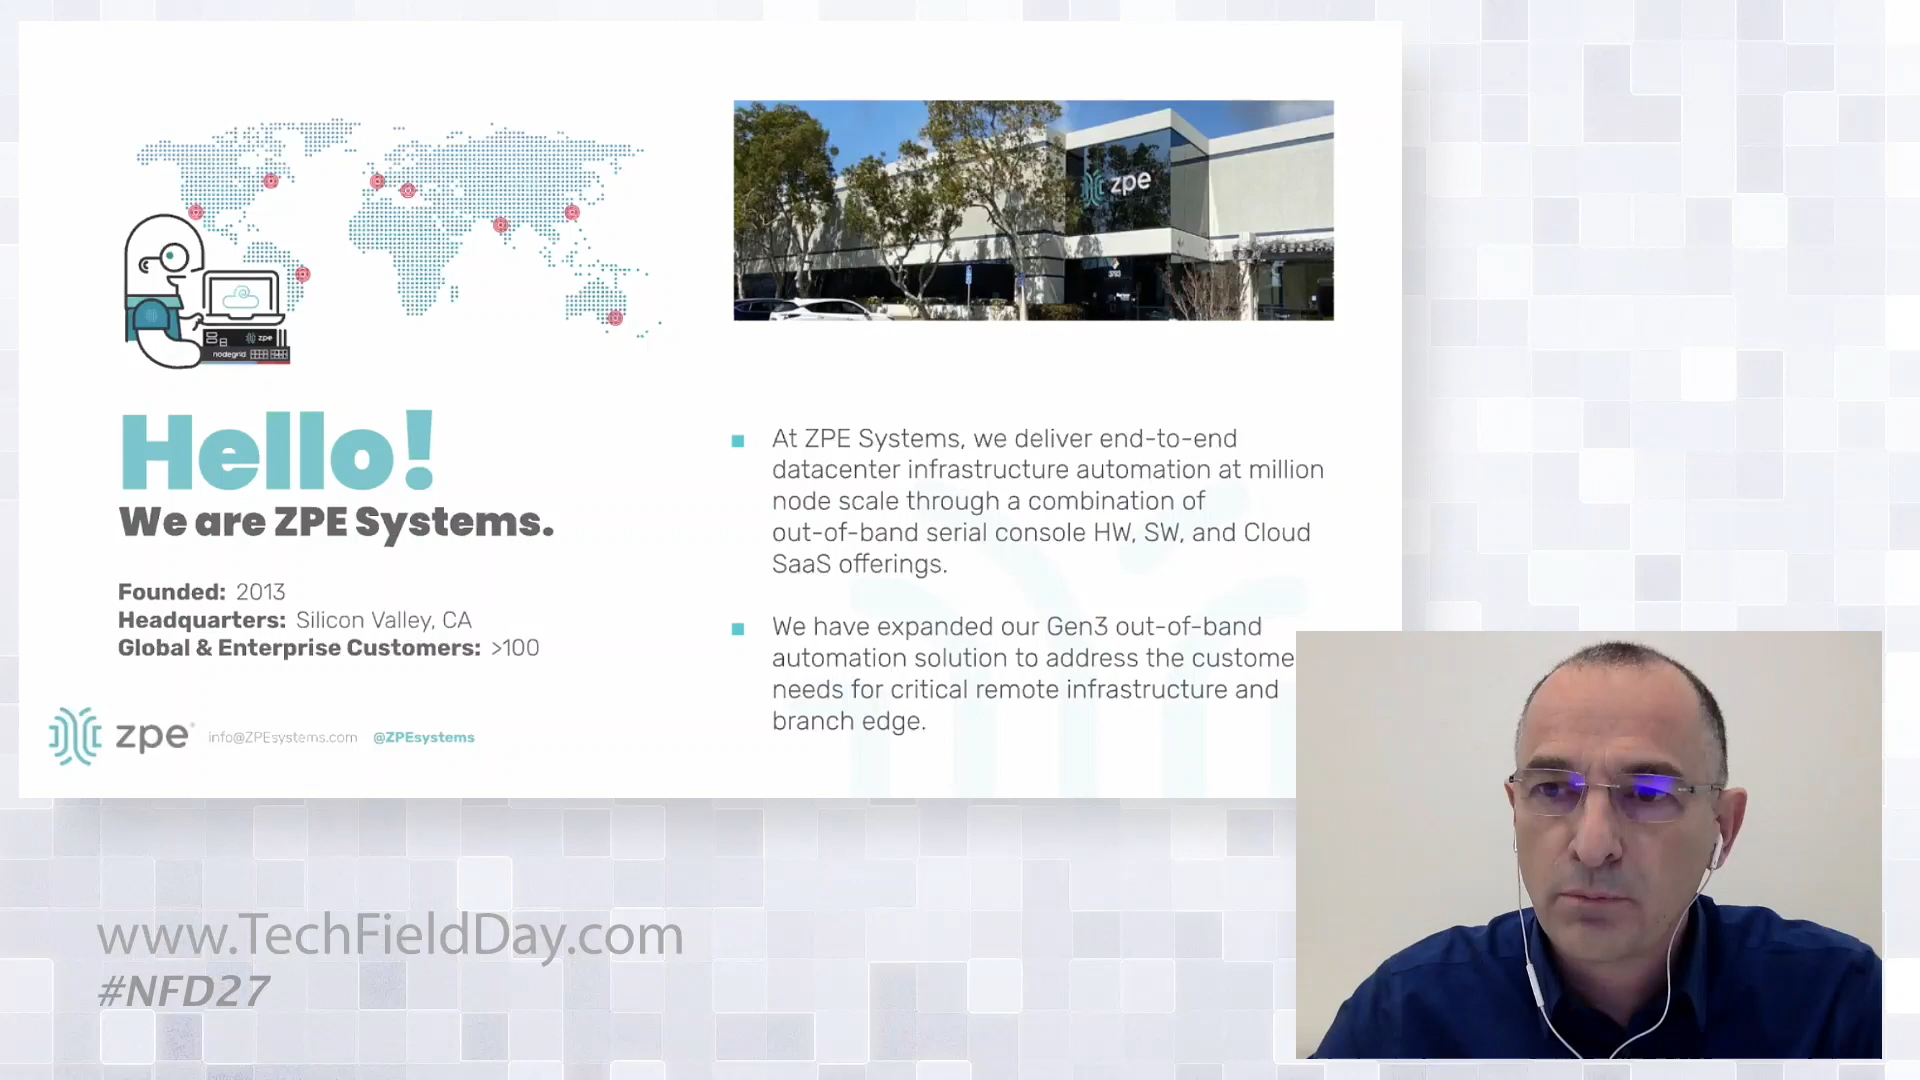 zpe
3793
zpe
nodegrid
Hello!
We are ZPE Systems.
Founded: 2013
Headquarters: Silicon Valley, CA
Global & Enterprise Customers: >100
zpe
info@ZPEsystems.com @ZPEsystems
At ZPE Systems, we deliver end-to-end
datacenter infrastructure automation at million
node scale through a combination of
out-of-band serial console HW, SW, and Cloud
SaaS offerings.
We have expanded our Gen3 out-of-band
automation solution to address the custome
needs for critical remote infrastructure and
branch edge.
www.TechFieldDay.com
#NFD27